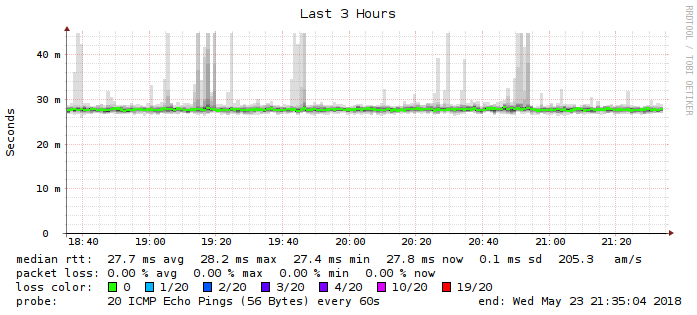 Last 3 Hours
RRDTOOL / TOBI OETIKER
Seconds
40 m
30 m
20 m
10 m
0
18:40 19:00 19:20 19:40 20:00 20:20 20:40 21:00 21:20
median rtt: 27.7 ms avg 28.2 ms max 27.4 ms min 27.8 ms now 0.1 ms sd 205.3 am/s
packet loss: 0.00 % avg 0.00 % max 0.00 % min 0.00 % now
loss color: 0 1/20 2/20 3/20 4/20 10/20 19/20
probe: 20 ICMP Echo Pings (56 Bytes) every 60s end: Wed May 23 21:35:04 2018